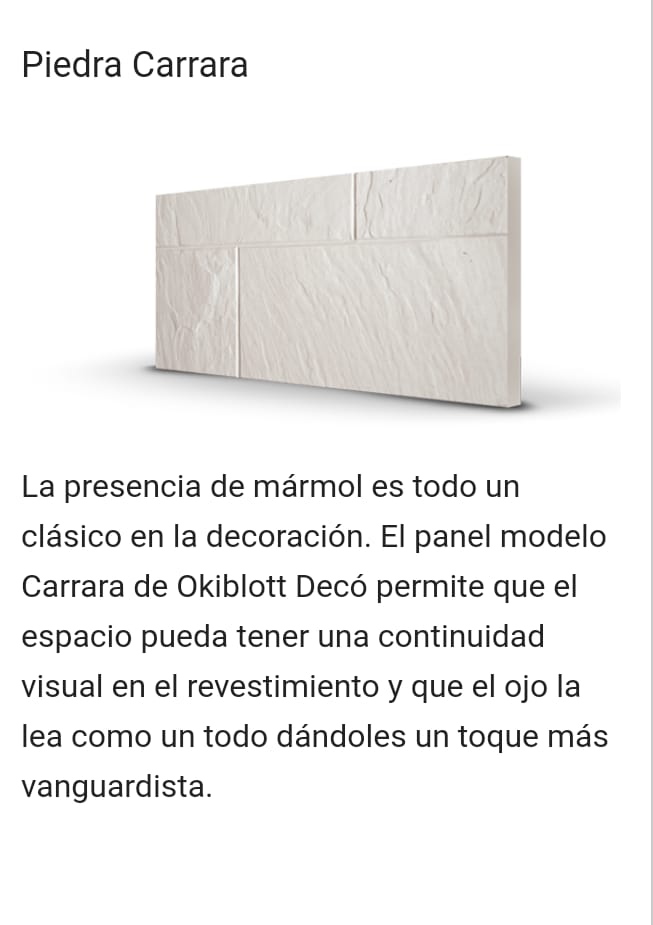 Piedra Carrara
La presencia de mármol es todo un
clásico en la decoración. El panel modelo
Carrara de Okiblott Decó permite que el
espacio pueda tener una continuidad
visual en el revestimiento y que el ojo la
lea como un todo dándoles un toque más
vanguardista.